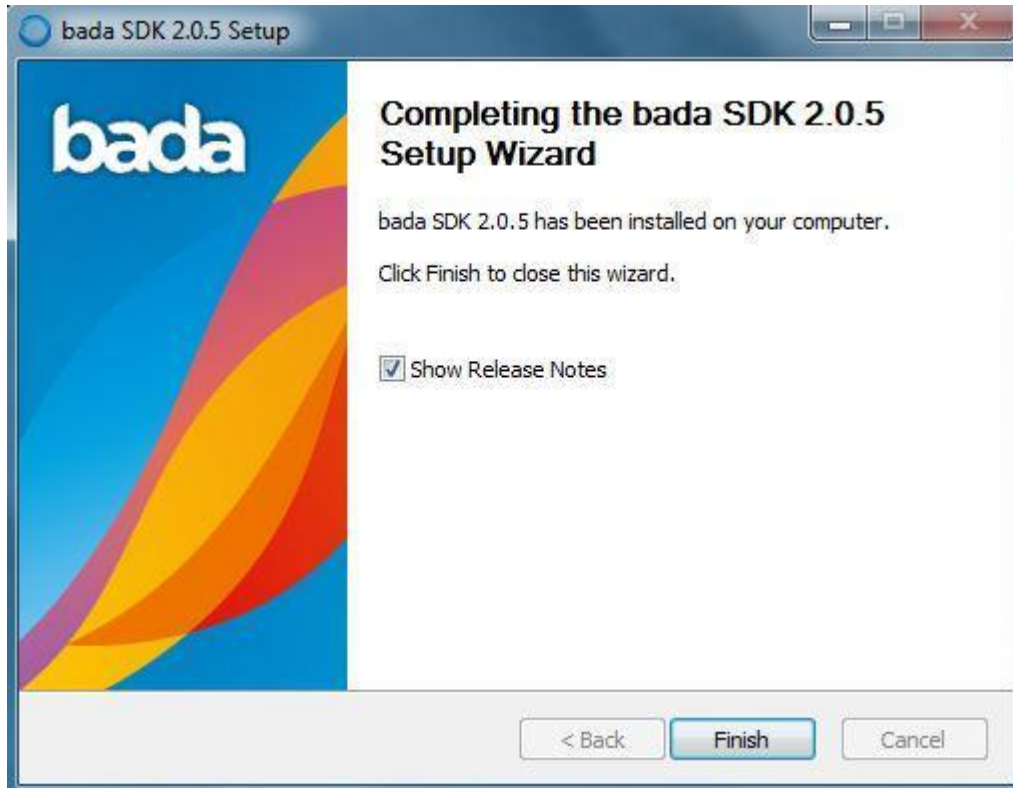 bada SDK 2.0.5 Setup
bada
Completing the bada SDK 2.0.5
Setup Wizard
bada SDK 2.0.5 has been installed on your computer.
Click Finish to close this wizard.
Show Release Notes
< Back Finish Cancel